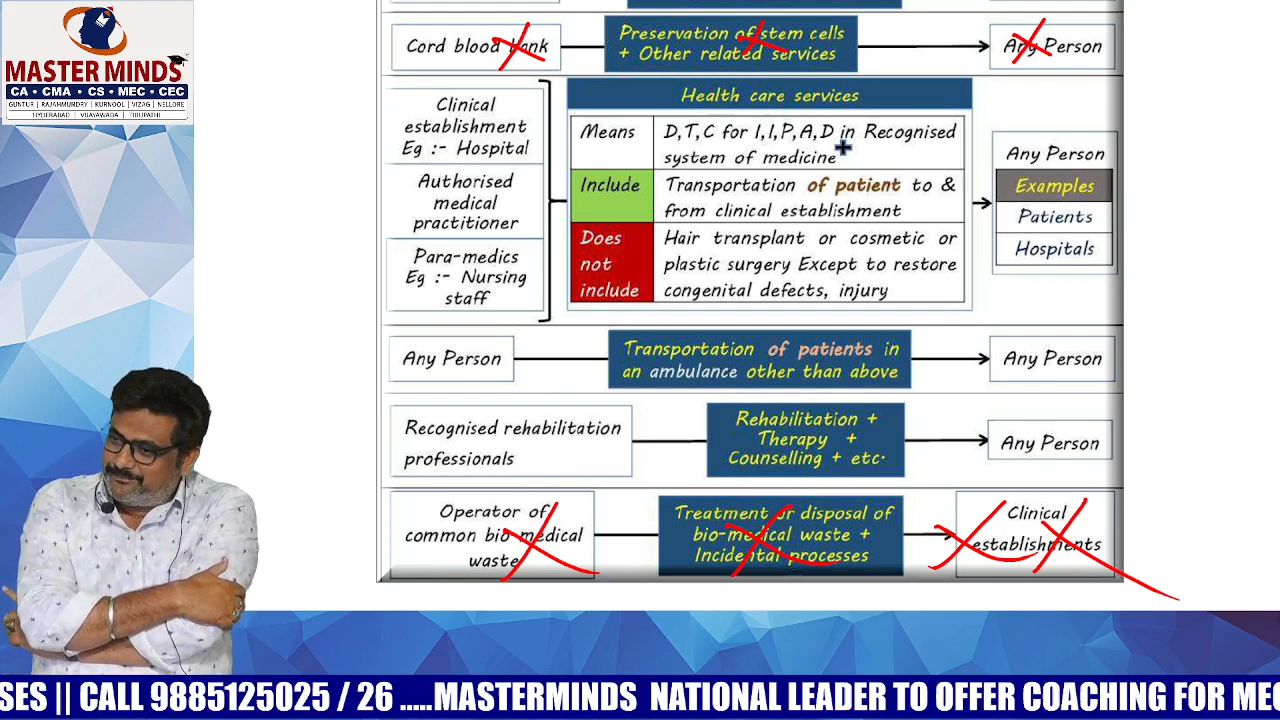 MASTER MINDS
CA • CMA • CS • MEC • CEC
GUNTUR | RAJAHMUNDRY | KURNOOL | VIZAG | NELLORE
HYDERABAD | VIJAYAWADA | TIRUPATHI
Cord blood bank
Preservation of stem cells
+ Other related services
Any Person
Clinical
establishment
Eg :- Hospital
Authorised
medical
practitioner
Para-medics
Eg :- Nursing
staff
Health care services
Means
D,T,C for I,I,P,A,D in Recognised
system of medicine
Include
Transportation of patient to &
from clinical establishment
Does
not
include
Hair transplant or cosmetic or
plastic surgery Except to restore
congenital defects, injury
Any Person
Examples
Patients
Hospitals
Any Person
Transportation of patients in
an ambulance other than above
Any Person
Recognised rehabilitation
professionals
Rehabilitation +
Therapy +
Counselling + etc.
Any Person
Operator of
common bio-medical
waste
Treatment or disposal of
bio-medical waste +
Incidental processes
Clinical
establishments
SES || CALL 9885125025 / 26 .....MASTERMINDS NATIONAL LEADER TO OFFER COACHING FOR MEC